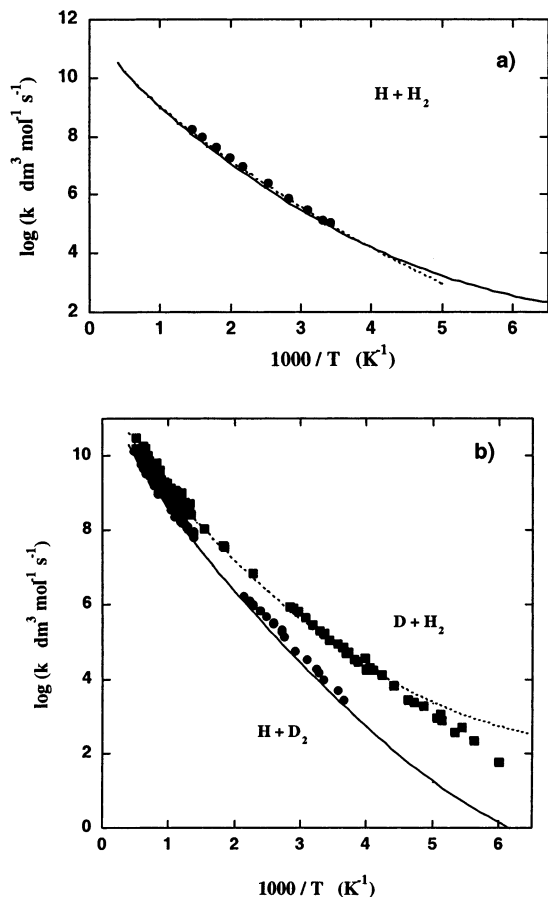 12
a)
10
H + H2
8
6
4
2
0 1 2 3 4 5 6
log (k dm³ mol⁻¹ s⁻¹)
1000 / T (K⁻¹)
b)
10
8
6
D + H2
4
2
H + D2
0
0 1 2 3 4 5 6
log (k dm³ mol⁻¹ s⁻¹)
1000 / T (K⁻¹)